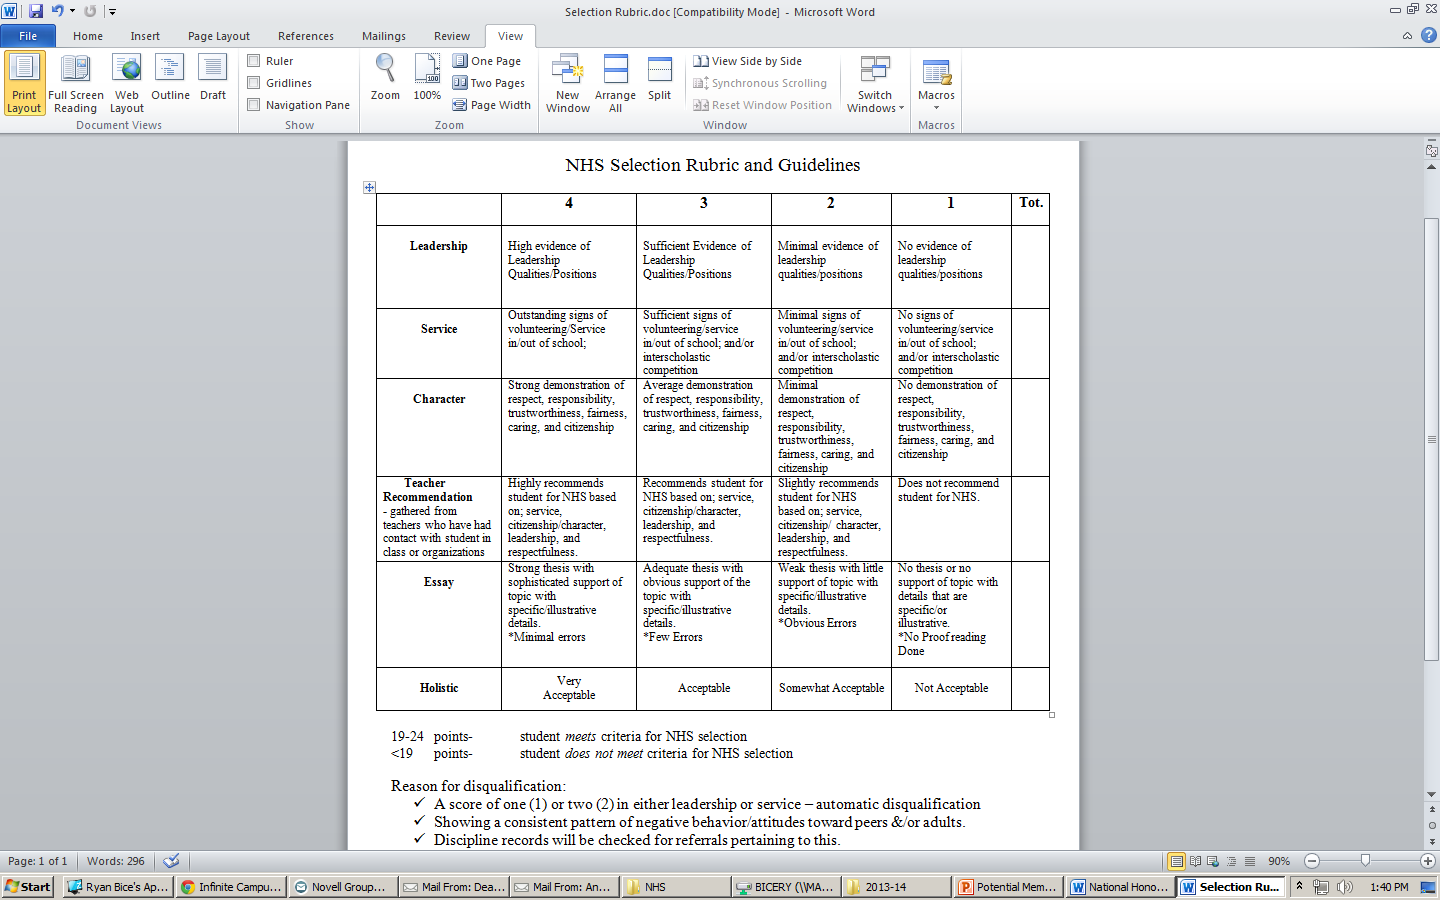 Selection Rubric.doc [Compatibility Mode] - Microsoft Word
File Home Insert Page Layout References Mailings Review View
Print Layout
Full Screen Reading
Web Layout
Outline
Draft
Document Views
Ruler
Gridlines
Navigation Pane
Show
Zoom
100%
One Page
Two Pages
Page Width
Zoom
New Window
Arrange All
Split
View Side by Side
Synchronous Scrolling
Reset Window Position
Window
Switch Windows
Macros
Macros
NHS Selection Rubric and Guidelines
4 3 2 1 Tot.
Leadership
High evidence of
Leadership
Qualities/Positions
Sufficient Evidence of
Leadership
Qualities/Positions
Minimal evidence of
leadership
qualities/positions
No evidence of
leadership
qualities/positions
Service
Outstanding signs of
volunteering/Service
in/out of school;
Sufficient signs of
volunteering/service
in/out of school; and/or
interscholastic
competition
Minimal signs of
volunteering/service
in/out of school;
and/or interscholastic
competition
No signs of
volunteering/service
in/out of school;
and/or interscholastic
competition
Character
Strong demonstration of
respect, responsibility,
trustworthiness, fairness,
caring, and citizenship
Average demonstration
of respect, responsibility,
trustworthiness, fairness,
caring, and citizenship
Minimal
demonstration of
respect,
responsibility,
trustworthiness,
fairness, caring, and
citizenship
No demonstration of
respect,
responsibility,
trustworthiness,
fairness, caring, and
citizenship
Teacher
Recommendation
- gathered from
teachers who have had
contact with student in
class or organizations
Highly recommends
student for NHS based
on; service,
citizenship/character,
leadership, and
respectfulness.
Recommends student for
NHS based on; service,
citizenship/character,
leadership, and
respectfulness.
Slightly recommends
student for NHS
based on; service,
citizenship/ character,
leadership, and
respectfulness.
Does not recommend
student for NHS.
Essay
Strong thesis with
sophisticated support of
topic with
specific/illustrative
details.
*Minimal errors
Adequate thesis with
obvious support of the
topic with
specific/illustrative
details.
*Few Errors
Weak thesis with little
support of topic with
specific/illustrative
details.
*Obvious Errors
No thesis or no
support of topic with
details that are
specific/or
illustrative.
*No Proof reading
Done
Holistic
Very
Acceptable
Acceptable
Somewhat Acceptable
Not Acceptable
19-24 points- student meets criteria for NHS selection
<19 points- student does not meet criteria for NHS selection
Reason for disqualification:
✓ A score of one (1) or two (2) in either leadership or service – automatic disqualification
✓ Showing a consistent pattern of negative behavior/attitudes toward peers &/or adults.
✓ Discipline records will be checked for referrals pertaining to this.
Page: 1 of 1 Words: 296 90%
Start Ryan Bice's Ap... Infinite Campu... Novell Group... Mail From: Dea... Mail From: An... NHS BICERY (\\MA... 2013-14 Potential Mem... National Hono... Selection Ru... 1:40 PM